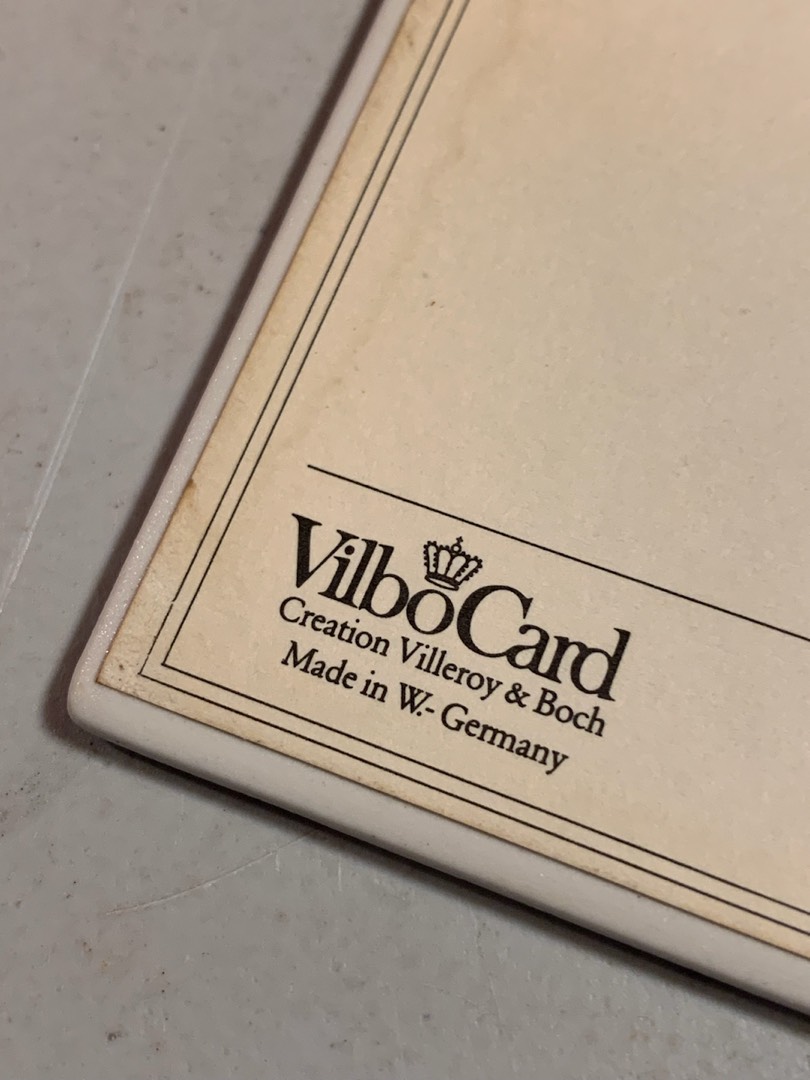 VilboCard
Creation Villeroy & Boch
Made in W.-Germany